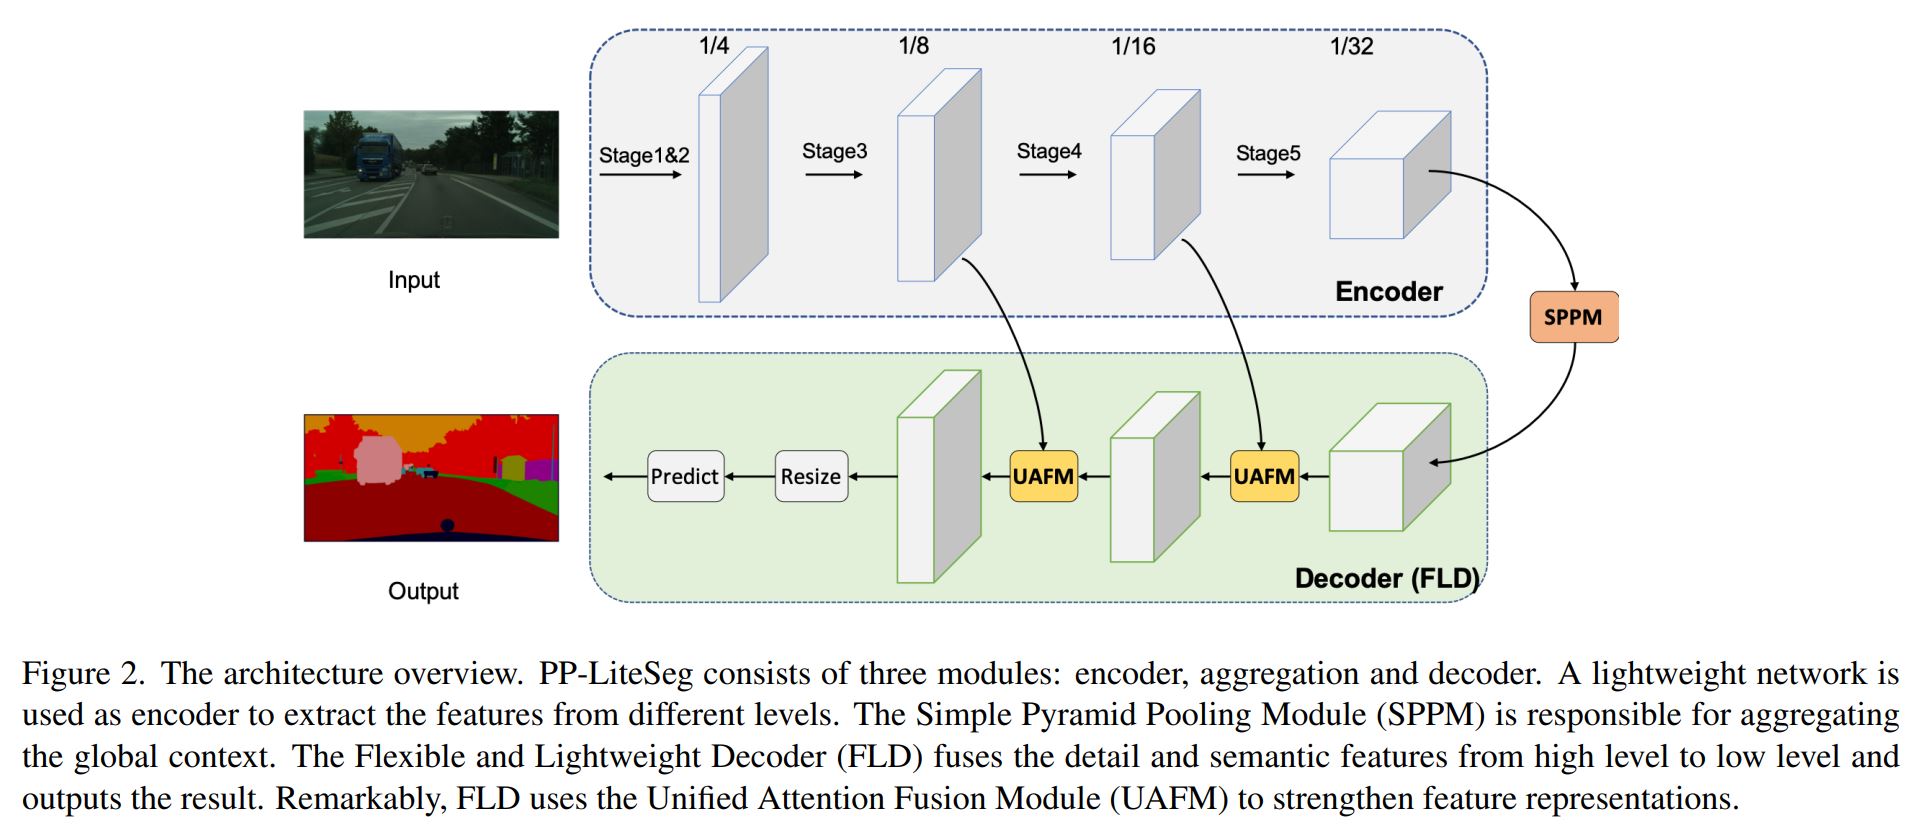 1/4
1/8
1/16
1/32
Stage1&2
Stage3
Stage4
Stage5
Input
Encoder
SPPM
Predict
Resize
UAFM
UAFM
Output
Decoder (FLD)
Figure 2. The architecture overview. PP-LiteSeg consists of three modules: encoder, aggregation and decoder. A lightweight network is
used as encoder to extract the features from different levels. The Simple Pyramid Pooling Module (SPPM) is responsible for aggregating
the global context. The Flexible and Lightweight Decoder (FLD) fuses the detail and semantic features from high level to low level and
outputs the result. Remarkably, FLD uses the Unified Attention Fusion Module (UAFM) to strengthen feature representations.